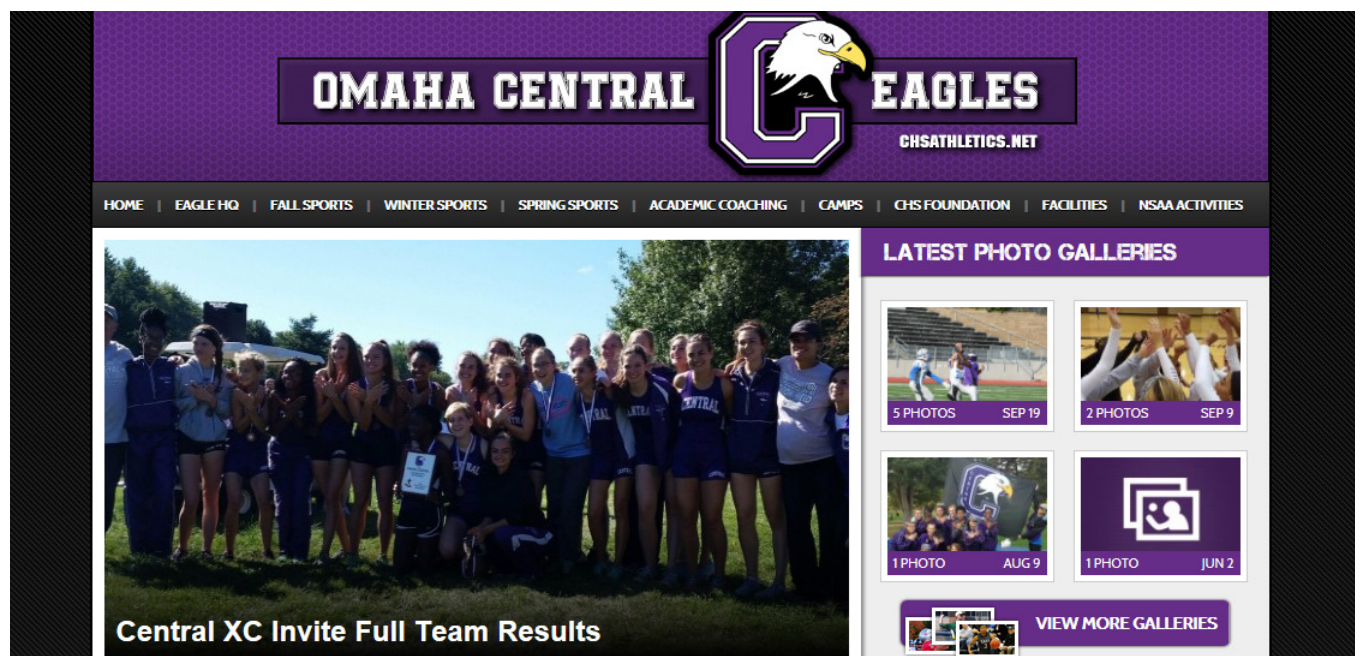 OMAHA CENTRAL C EAGLES
CHSATHLETICS.NET
HOME | EAGLE HQ | FALL SPORTS | WINTER SPORTS | SPRING SPORTS | ACADEMIC COACHING | CAMPS | CHS FOUNDATION | FACILITIES | NSAA ACTIVITIES
CENTRAL
CENTRAL
Central XC Invite Full Team Results
LATEST PHOTO GALLERIES
5 PHOTOS SEP 19
2 PHOTOS SEP 9
1 PHOTO AUG 9
1 PHOTO JUN 2
VIEW MORE GALLERIES